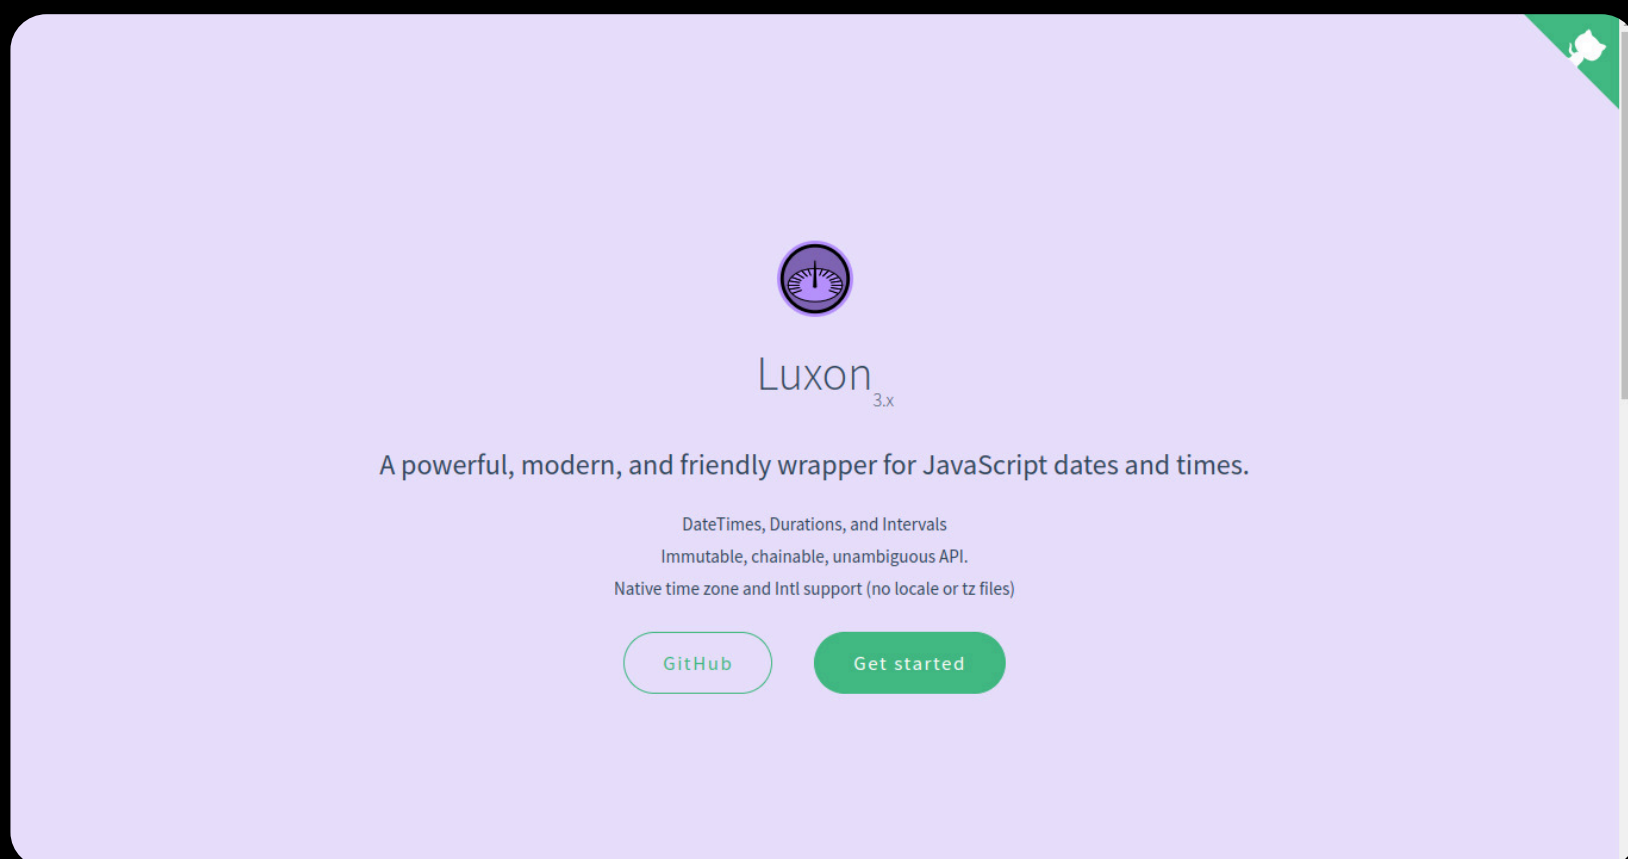 Luxon 3.x
A powerful, modern, and friendly wrapper for JavaScript dates and times.
DateTimes, Durations, and Intervals
Immutable, chainable, unambiguous API.
Native time zone and Intl support (no locale or tz files)
GitHub
Get started